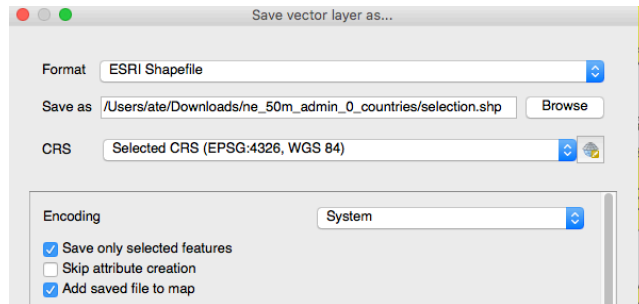 Save vector layer as...
Format ESRI Shapefile
Save as /Users/ate/Downloads/ne_50m_admin_0_countries/selection.shp Browse
CRS Selected CRS (EPSG:4326, WGS 84)
Encoding System
Save only selected features
Skip attribute creation
Add saved file to map